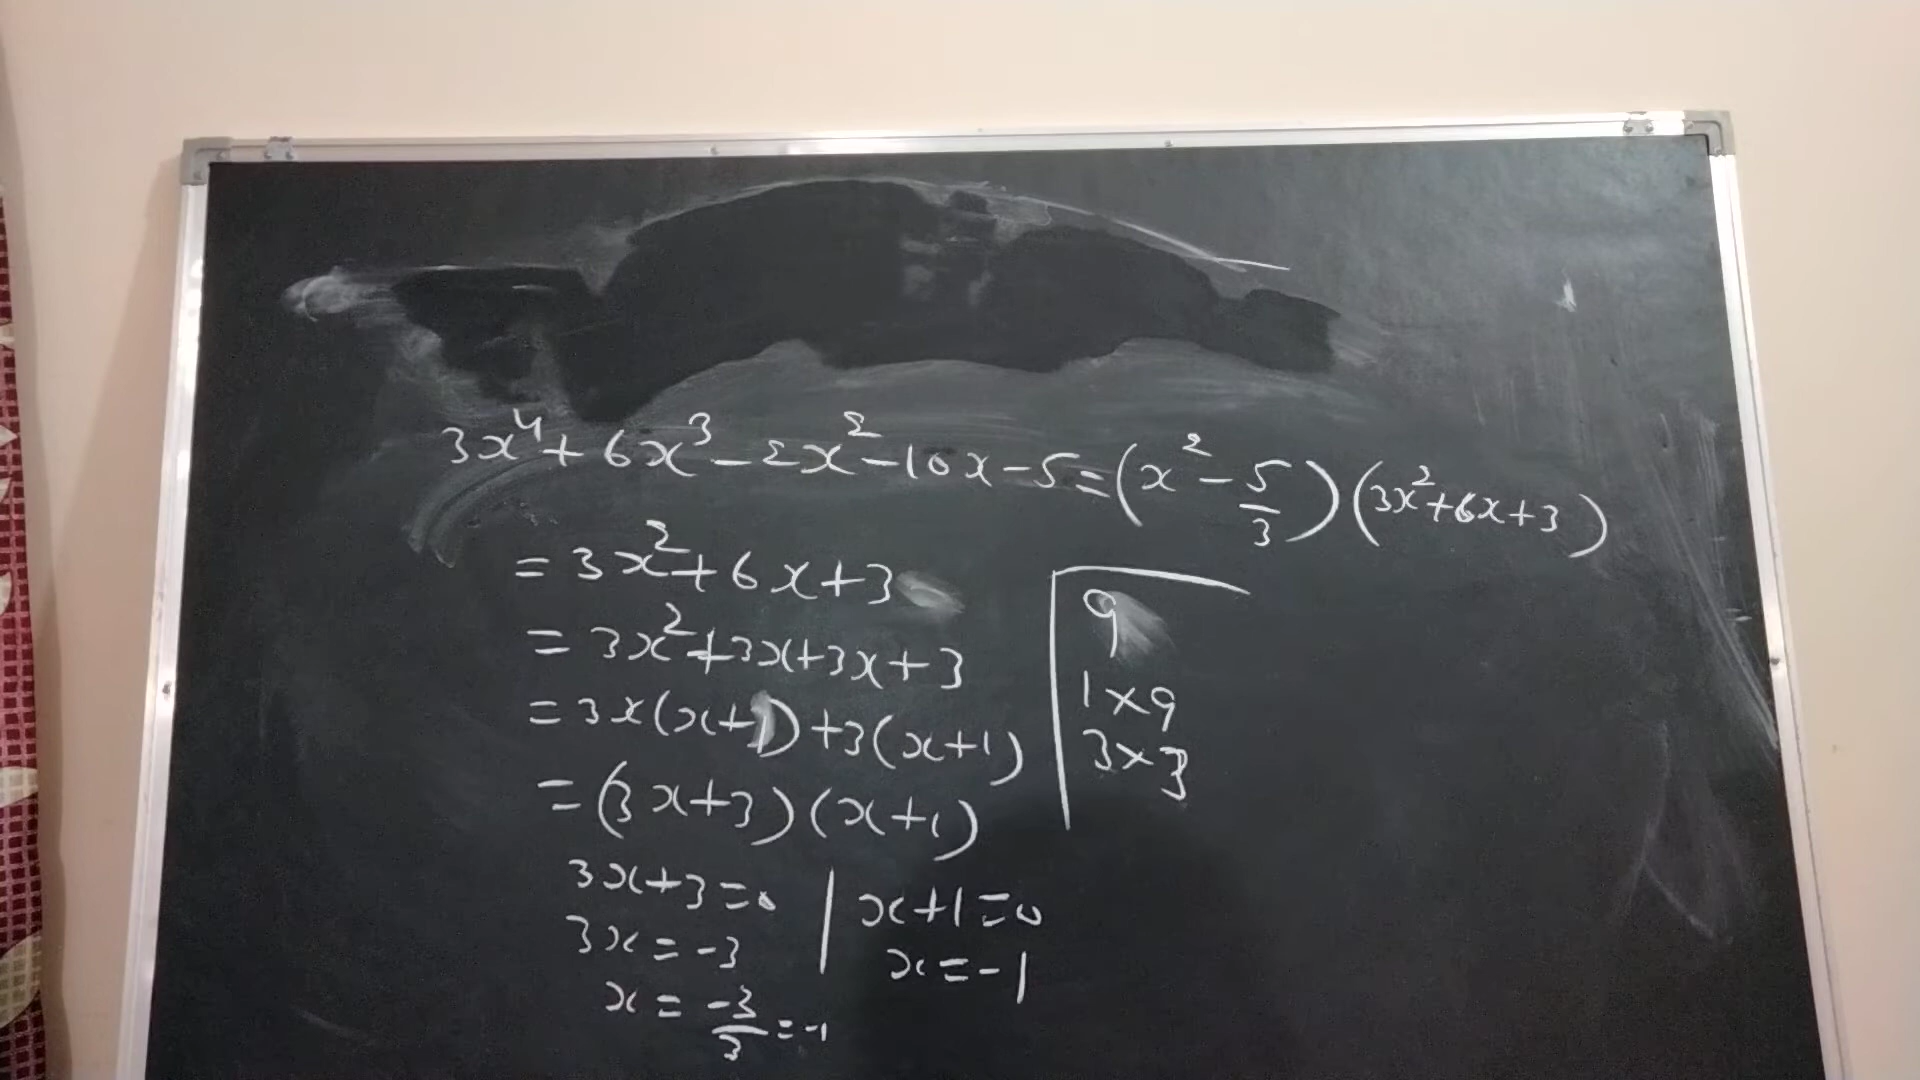 3x⁴ + 6x³ - 2x² - 10x - 5 = (x² - 5/3) (3x² + 6x + 3)
= 3x² + 6x + 3
= 3x² + 3x + 3x + 3
= 3x(x+1) + 3(x+1)
= (3x+3) (x+1)
3x+3=0
3x = -3
x = -3/3 = -1
x+1=0
x = -1
9
1×9
3×3